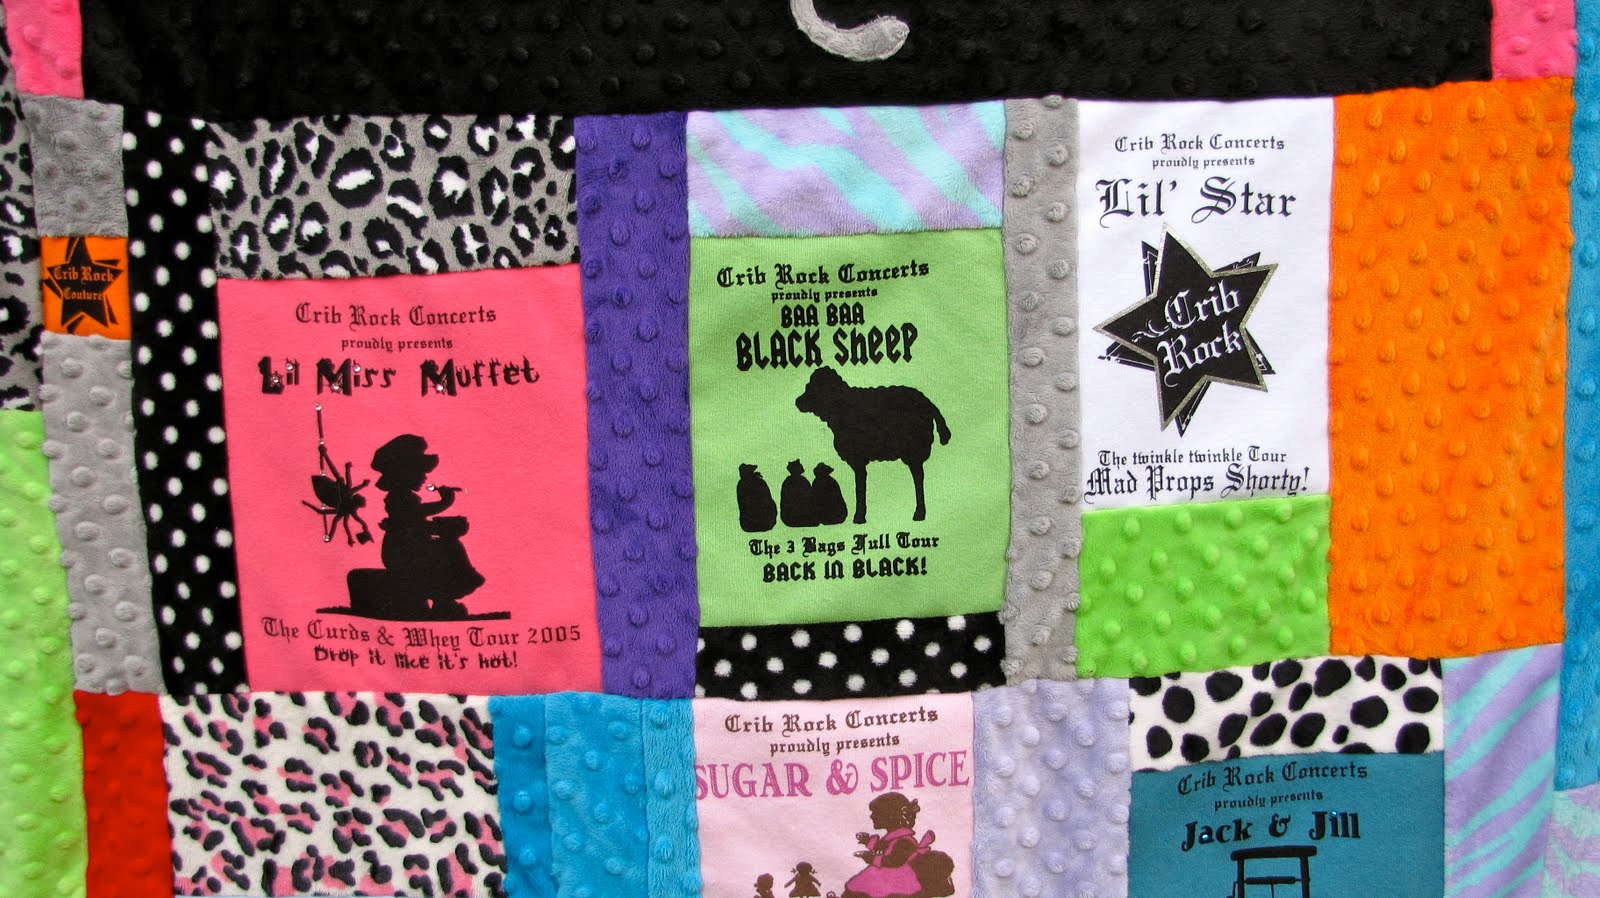 Crib Rock
Couture
Crib Rock Concerts
proudly presents
Lil Miss Muffet
The Curds & Whey Tour 2005
Drop it like it's hot!
Crib Rock Concerts
proudly presents
BAA BAA
BLACK SHEEP
The 3 Bags Full Tour
BACK IN BLACK!
Crib Rock Concerts
proudly presents
Lil' Star
Crib
Rock
The twinkle twinkle Tour
Mad Props Shorty!
Crib Rock Concerts
proudly presents
SUGAR & SPICE
Crib Rock Concerts
proudly presents
Jack & Jill